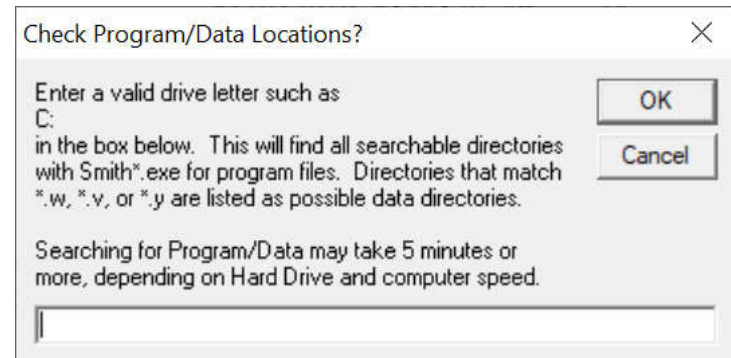 Check Program/Data Locations?
Enter a valid drive letter such as
C:
in the box below.  This will find all searchable directories
with Smith*.exe for program files.  Directories that match
*.w, *.v, or *.y are listed as possible data directories.
Searching for Program/Data may take 5 minutes or
more, depending on Hard Drive and computer speed.
OK
Cancel